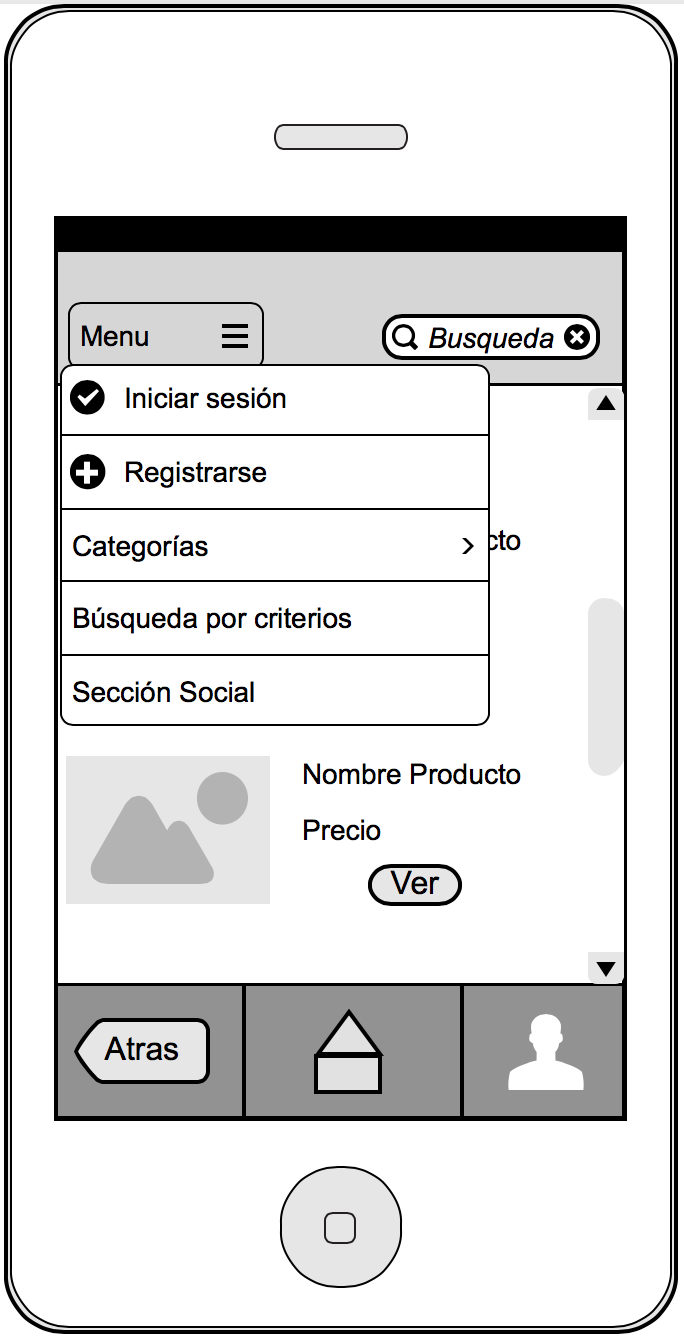 Menu
Busqueda
Iniciar sesión
Registrarse
Categorías
cto
Búsqueda por criterios
Sección Social
Nombre Producto
Precio
Ver
Atras